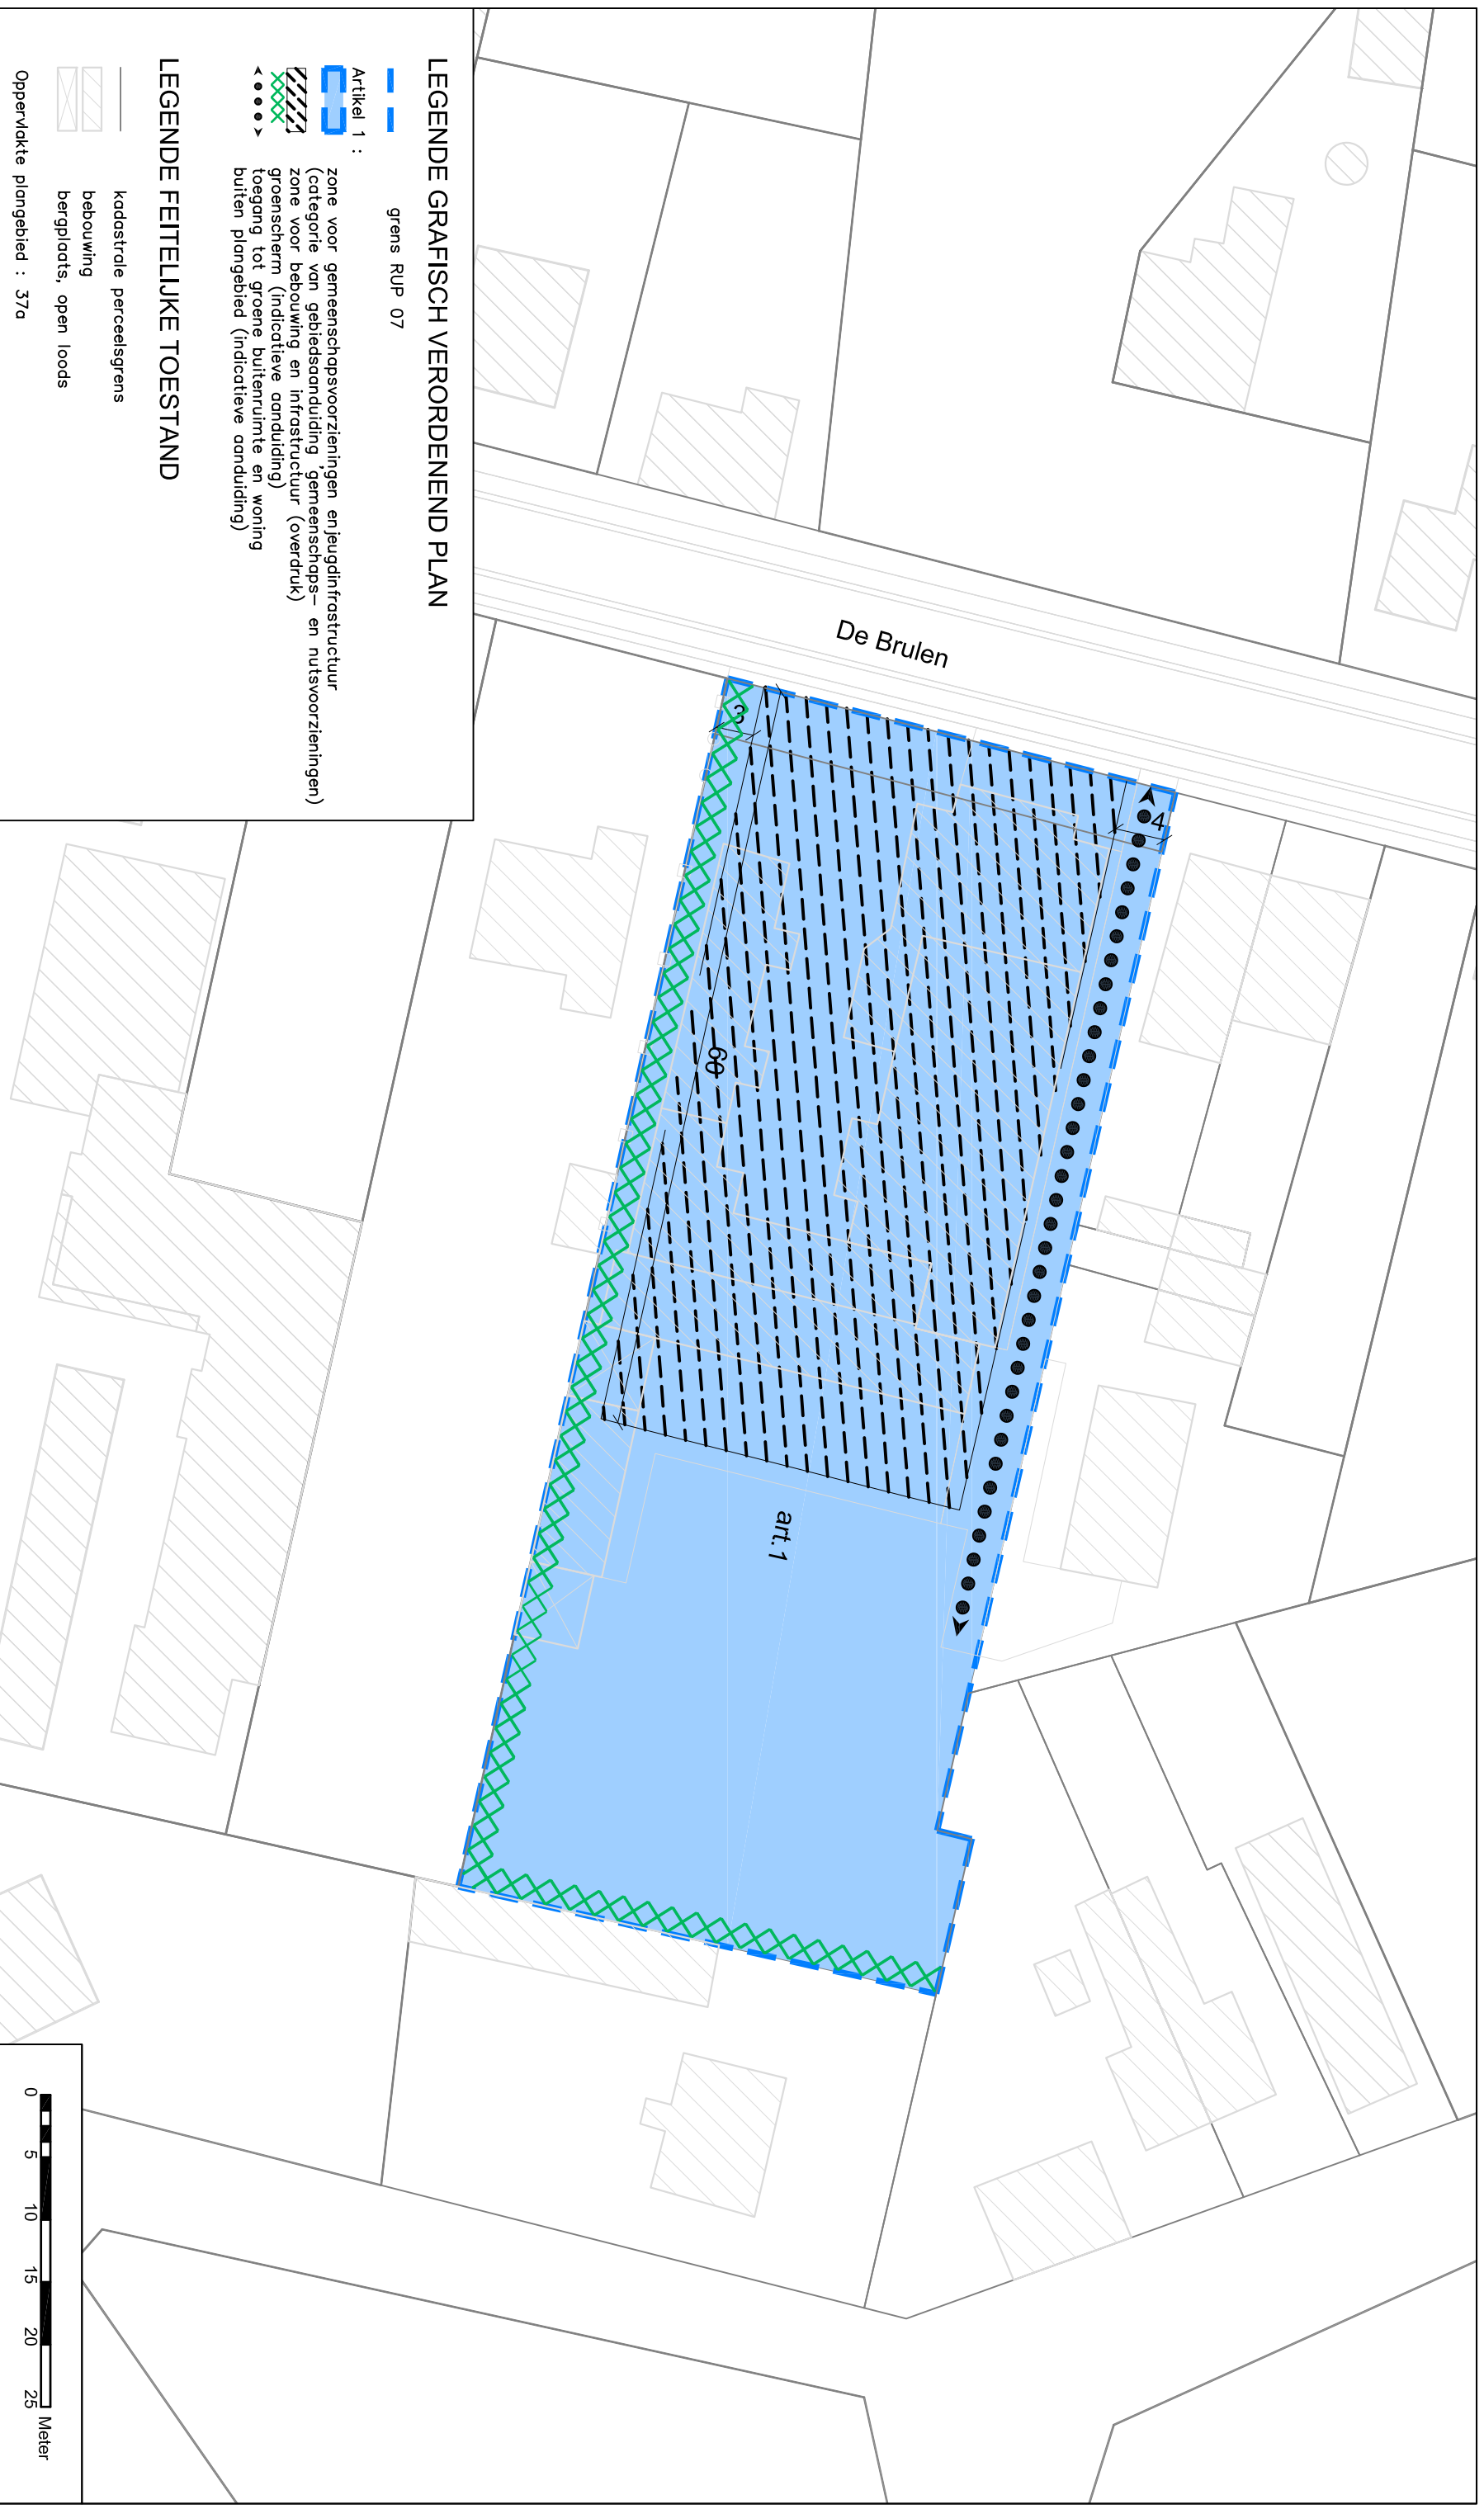 LEGENDE GRAFISCH VERORDENEND PLAN
grens RUP 07
Artikel 1 :
zone voor gemeenschapsvoorzieningen enjeugdinfrastructuur
(categorie van gebiedsaanduiding ,gemeenschaps- en nutsvoorzieningen)
zone voor bebouwing en infrastructuur (overdruk)
groenscherm (indicatieve aanduiding)
toegang tot groene buitenruimte en woning
buiten plangebied (indicatieve aanduiding)
LEGENDE FEITELIJKE TOESTAND
kadastrale perceelsgrens
bebouwing
bergplaats, open loods
Oppervlakte plangebied : 37a
De Brulen
4
3
60
art.1
0 5 10 15 20 25 Meter